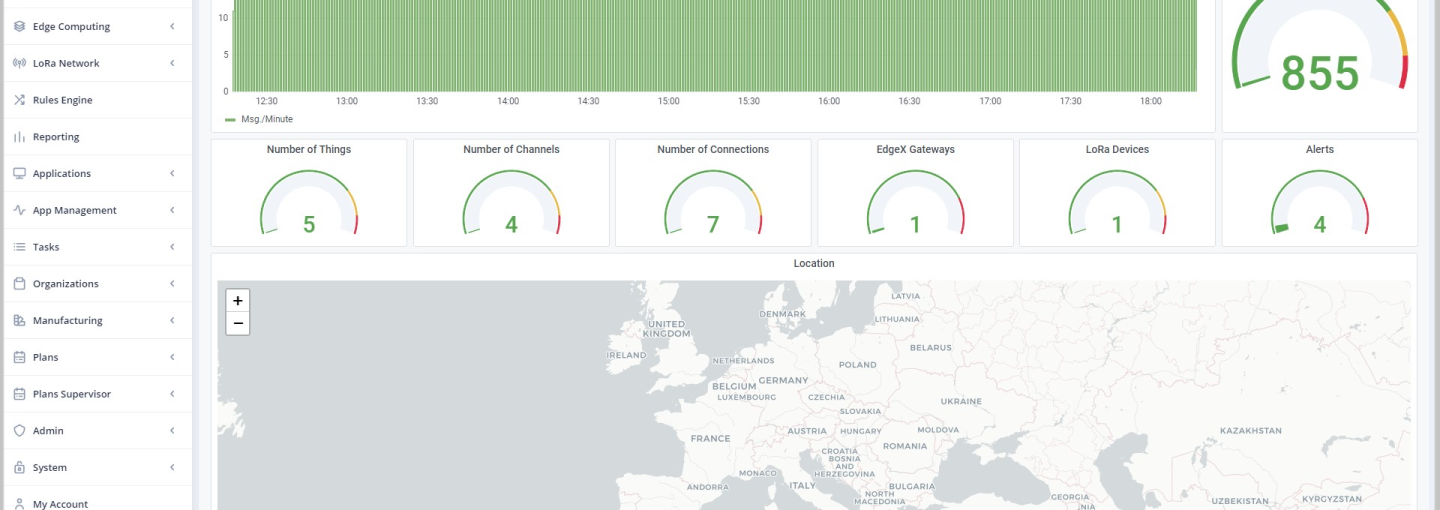 Edge Computing
LoRa Network
Rules Engine
Reporting
Applications
App Management
Tasks
Organizations
Manufacturing
Plans
Plans Supervisor
Admin
System
My Account
10
5
0
12:30 13:00 13:30 14:00 14:30 15:00 15:30 16:00 16:30 17:00 17:30 18:00
Msg./Minute
855
Number of Things
5
Number of Channels
4
Number of Connections
7
EdgeX Gateways
1
LoRa Devices
1
Alerts
4
Location
+
−
LATVIA
DENMARK
LITHUANIA
UNITED
KINGDOM
IRELAND
BELARUS
NETHERLANDS
POLAND
BELGIUM
GERMANY
LUXEMBOURG
CZECHIA
UKRAINE
SLOVAKIA
AUSTRIA
HUNGARY
MOLDOVA
KAZAKHSTAN
FRANCE
ROMANIA
CROATIA
BOSNIA
AND
HERZEGOVINA
MONACO
ITALY
ANDORRA
BULGARIA
NORTH
MACEDONIA
GEORGIA
UZBEKISTAN
KYRGYZSTAN